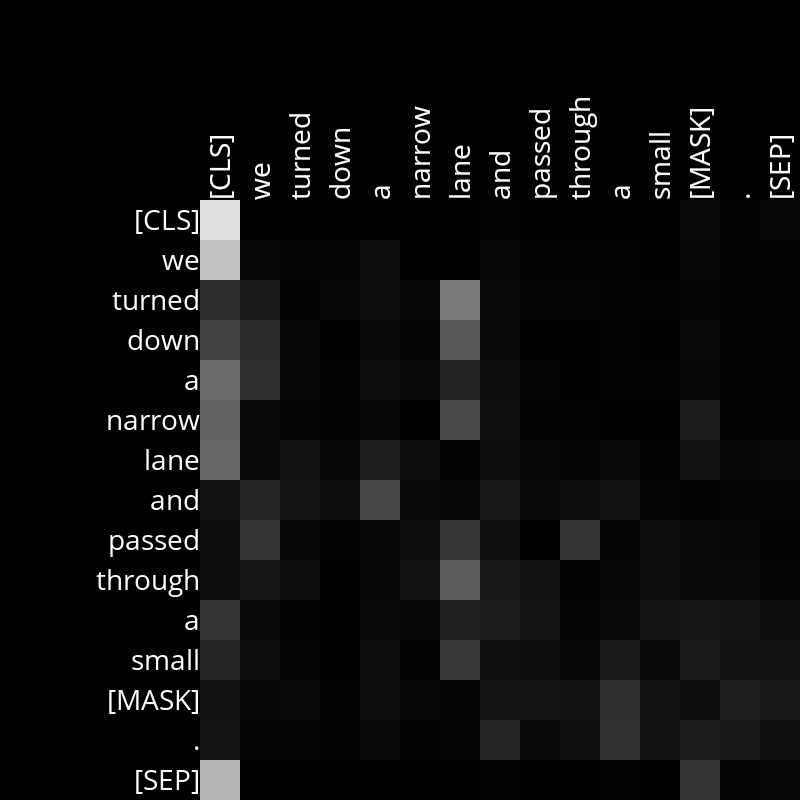 [CLS] we turned down a narrow lane and passed through a small [MASK] . [SEP]
[CLS]
we
turned
down
a
narrow
lane
and
passed
through
a
small
[MASK]
.
[SEP]